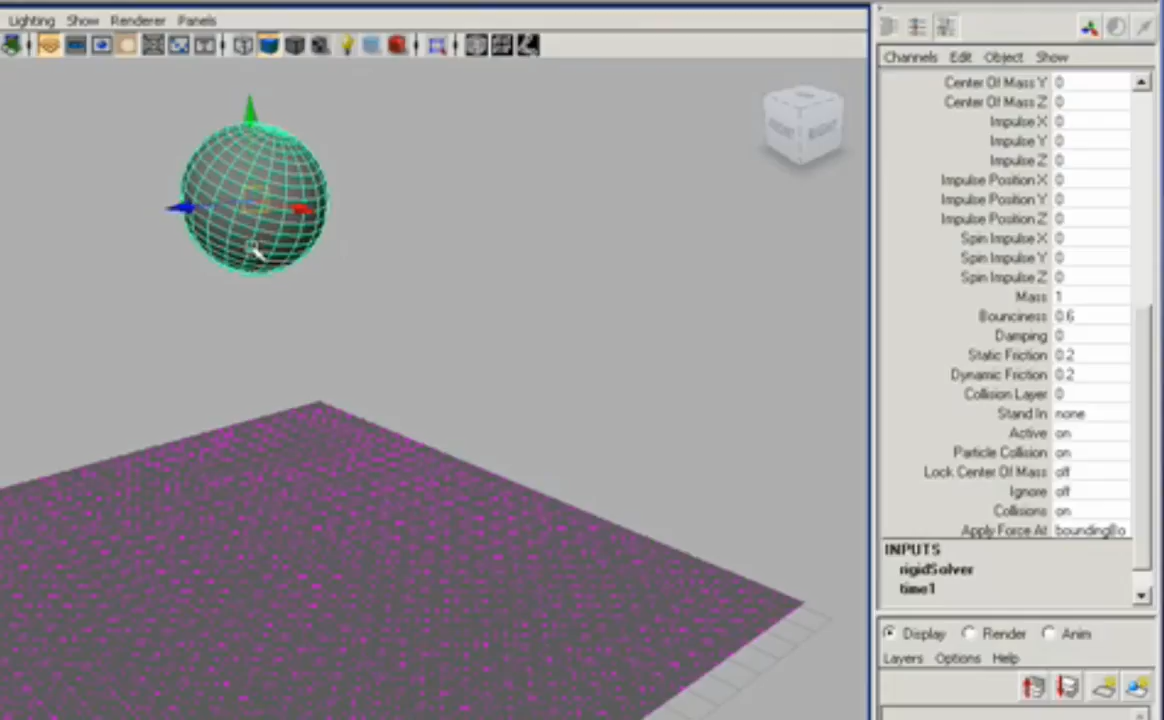 Lighting Show Renderer Panels
Channels Edit Object Show
Center Of Mass Y 0
Center Of Mass Z 0
Impulse X 0
Impulse Y 0
Impulse Z 0
Impulse Position X 0
Impulse Position Y 0
Impulse Position Z 0
Spin Impulse X 0
Spin Impulse Y 0
Spin Impulse Z 0
Mass 1
Bounciness 0.6
Damping 0
Static Friction 0.2
Dynamic Friction 0.2
Collision Layer 0
Stand In none
Active on
Particle Collision on
Lock Center Of Mass off
Ignore off
Collisions on
Apply Force At boundingBo
INPUTS
rigidSolver
time1
Display Render Anim
Layers Options Help